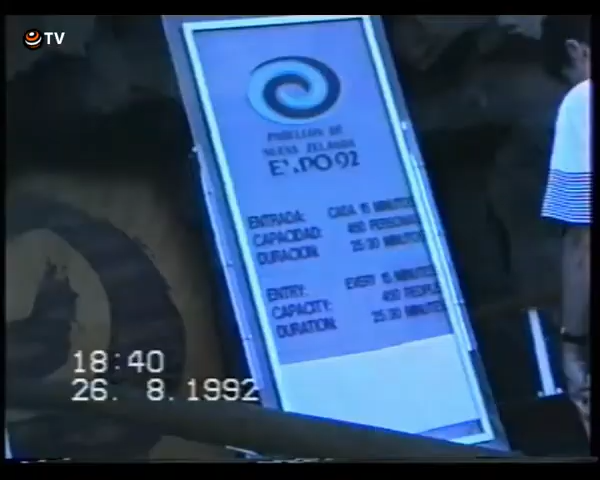 TV
PABELLON DE
NUEVA ZELANDA
EXPO 92
ENTRADA: CADA 15 MINUTOS
CAPACIDAD: 450 PERSONAS
DURACION: 25 30 MINUTOS
ENTRY: EVERY 15 MINUTES
CAPACITY: 450 PEOPLE
DURATION: 25 30 MINUTES
18:40
26. 8.1992